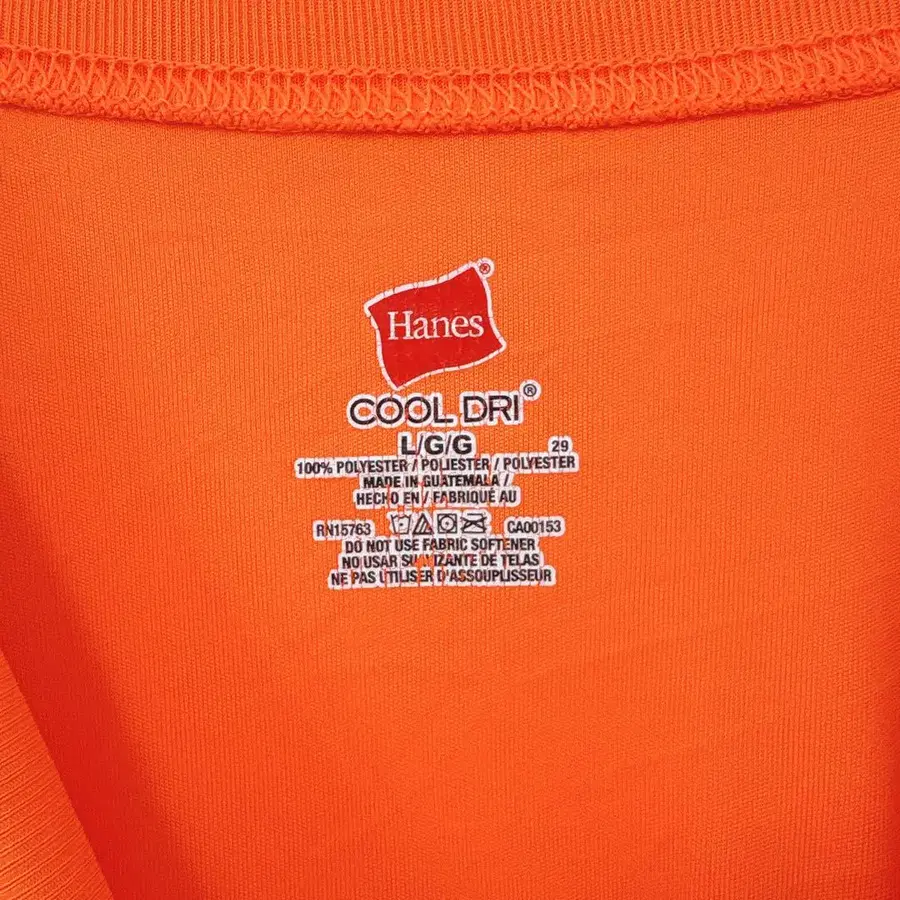 Hanes®
COOL DRI®
L/G/G 29
100% POLYESTER / POLIESTER / POLYESTER
MADE IN GUATEMALA /
HECHO EN / FABRIQUÉ AU
RN15763 CA00153
DO NOT USE FABRIC SOFTENER
NO USAR DE TELAS
NE PAS UTILISER D'ASSOUPLISSEUR